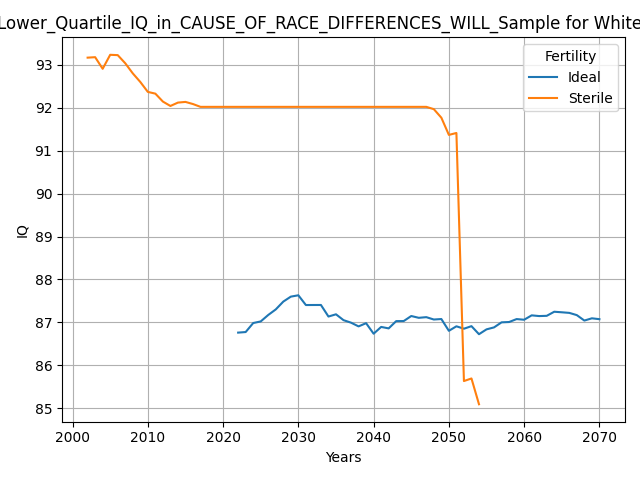 Lower_Quartile_IQ_in_CAUSE_OF_RACE_DIFFERENCES_WILL_Sample for White
Fertility
Ideal
Sterile
93
92
91
90
89
88
87
86
85
IQ
2000 2010 2020 2030 2040 2050 2060 2070
Years